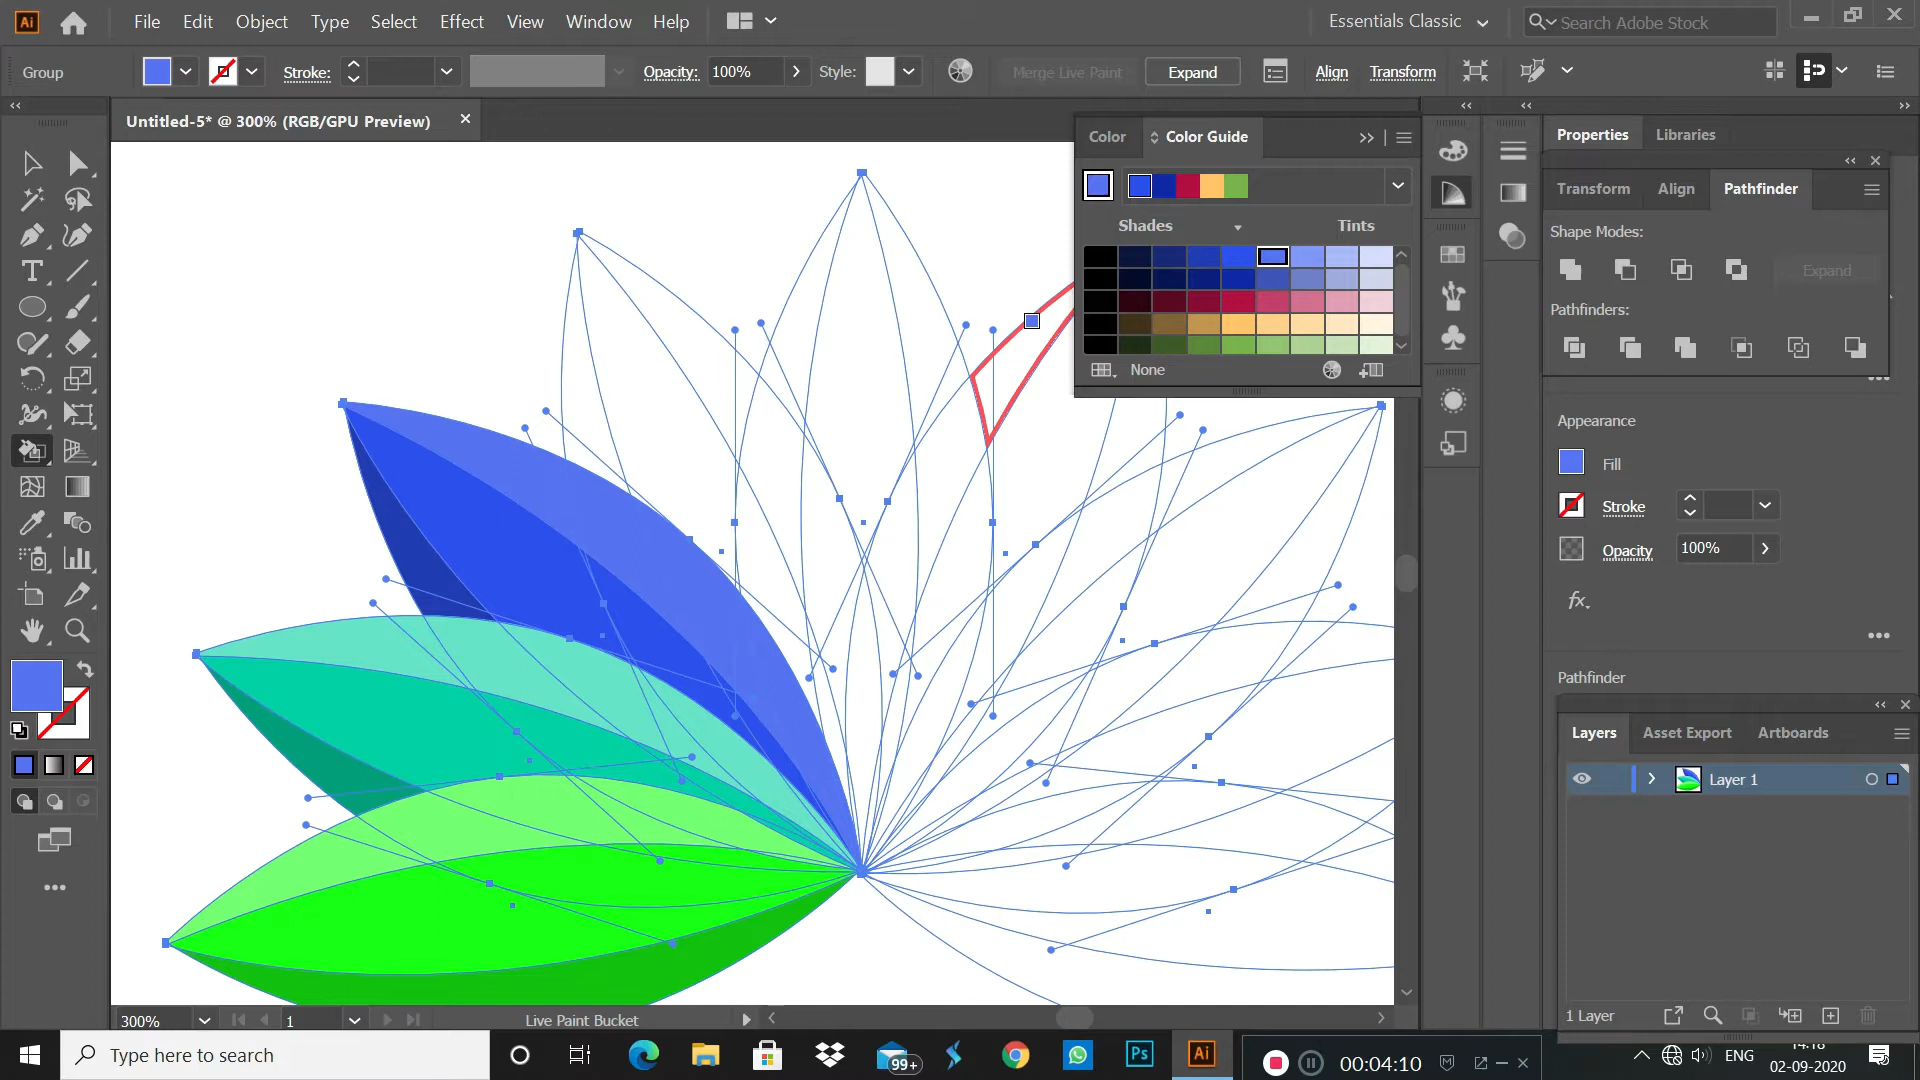 Ai File Edit Object Type Select Effect View Window Help Essentials Classic Search Adobe Stock
Group Stroke: Opacity: 100% Style: Merge Live Paint Expand Align Transform
Untitled-5* @ 300% (RGB/GPU Preview)
Color Color Guide
Properties Libraries
Transform Align Pathfinder
Shades Tints
Shape Modes:
Expand
Pathfinders:
None
Appearance
Fill
Stroke
Opacity 100%
fx
Pathfinder
Layers Asset Export Artboards
Layer 1
1 Layer
300% 1 Live Paint Bucket
Type here to search
99+
Ps
Ai
00:04:10
ENG
14:18
02-09-2020